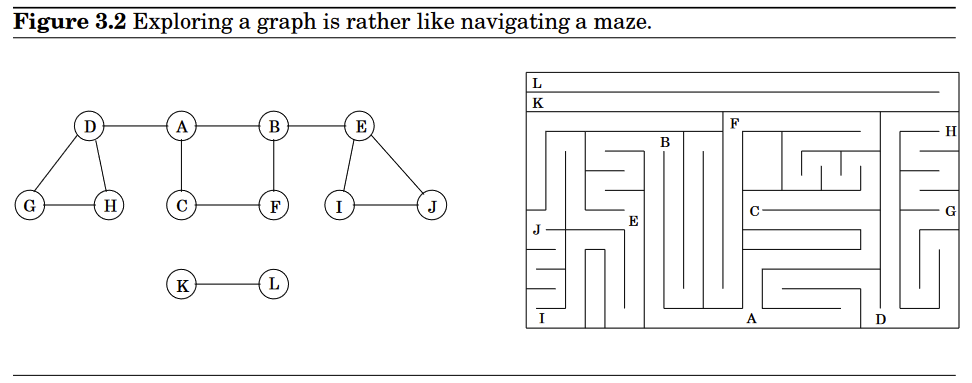 Figure 3.2 Exploring a graph is rather like navigating a maze.
D
A
B
E
G
H
C
F
I
J
K
L
L
K
F
H
B
C
G
E
J
I
A
D